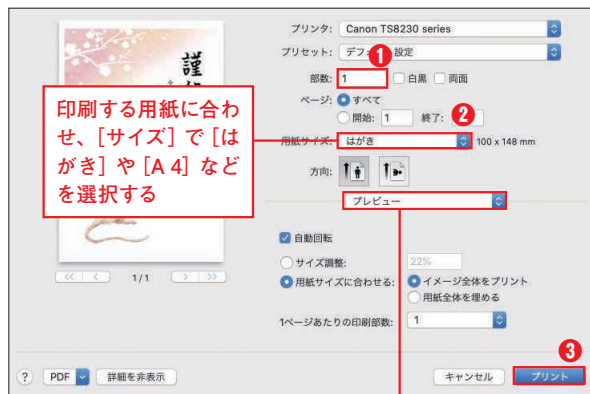 プリンタ: Canon TS8230 series
プリセット: デフォ 設定
❶
部数: 1 白黒 両面
ページ: すべて
開始: 1 終了:
❷
用紙サイズ: はがき 100 x 148 mm
方向:
プレビュー
謹
印刷する用紙に合わ
せ、[サイズ] で [は
がき] や [A 4] など
を選択する
自動回転
サイズ調整: 22%
用紙サイズに合わせる: イメージ全体をプリント
用紙全体を埋める
1ページあたりの印刷部数: 1
<< < 1/1 > >>
❸
? PDF 詳細を非表示 キャンセル プリント